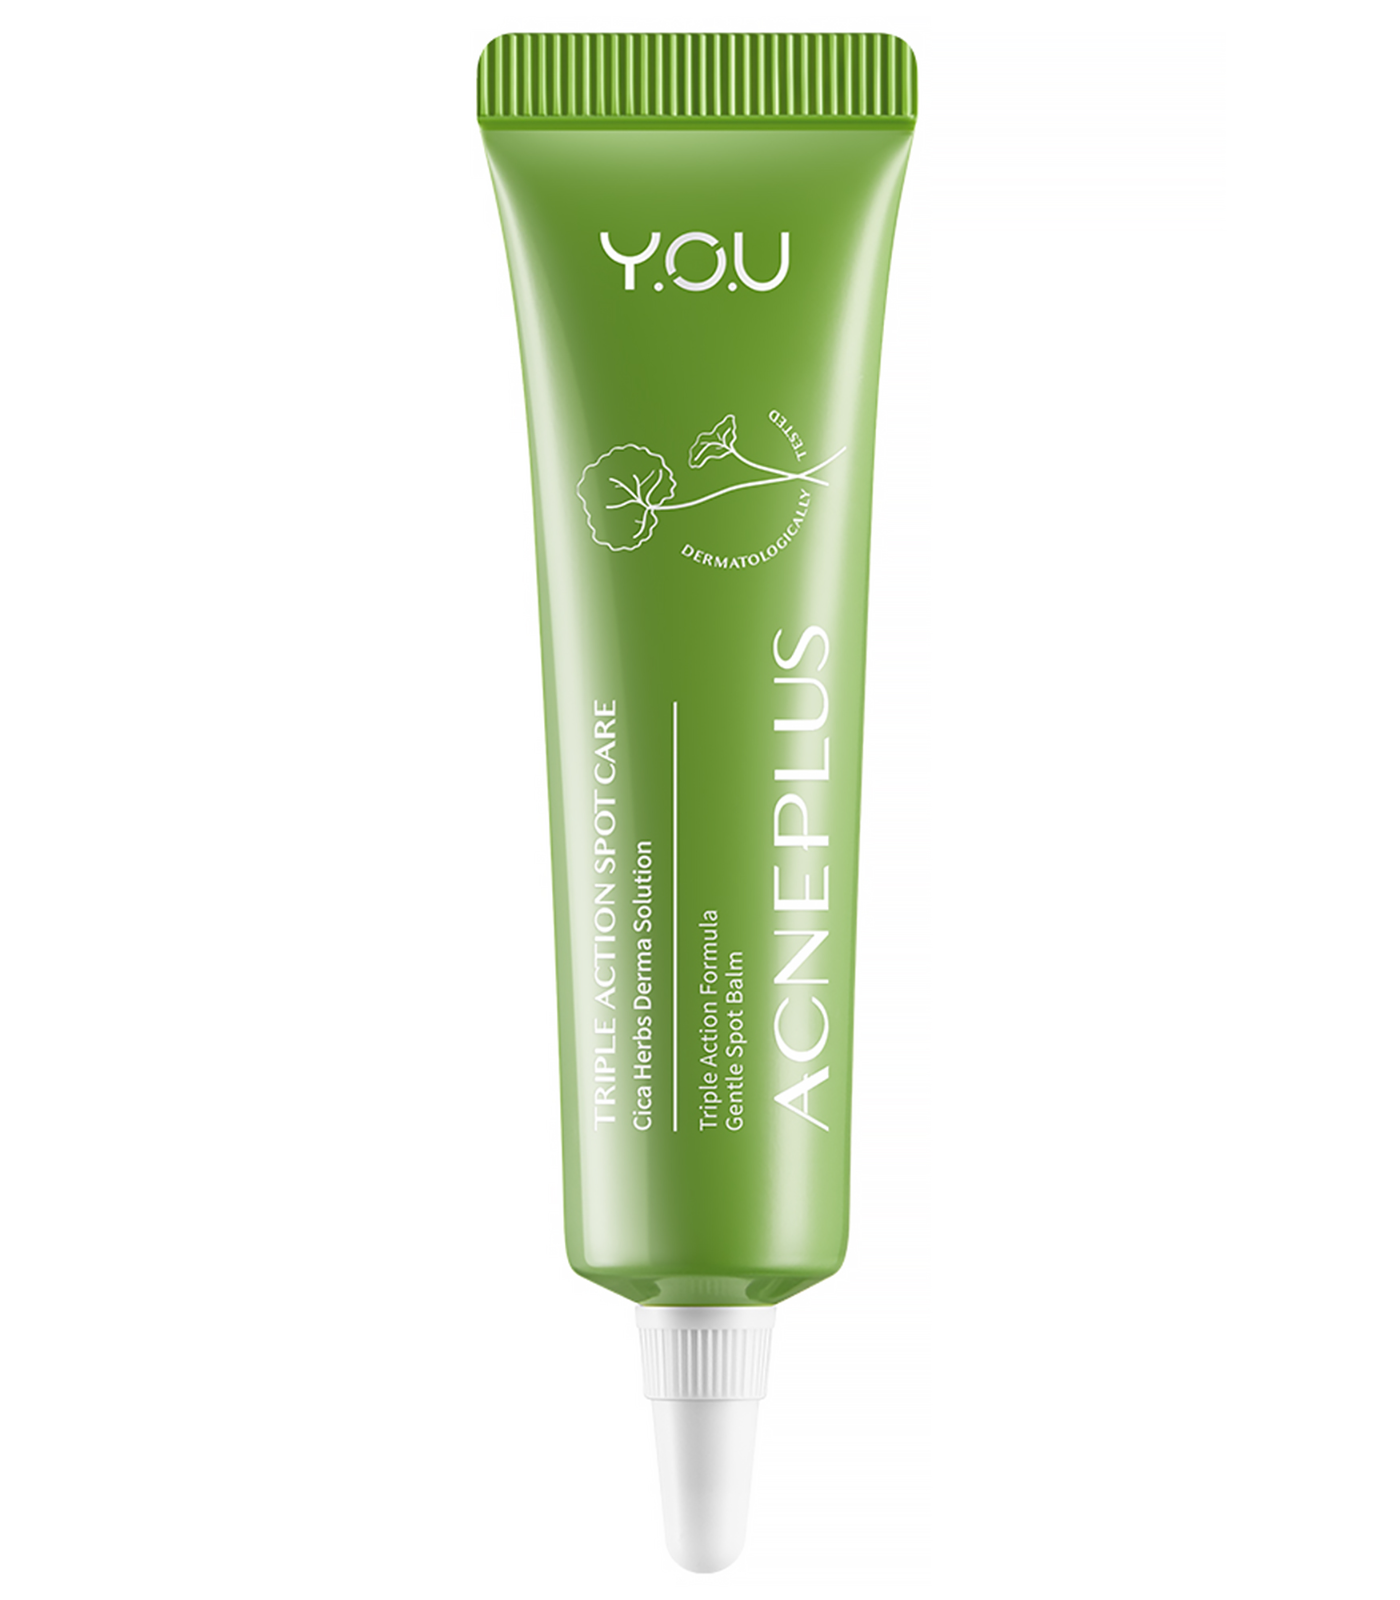 Y.O.U
DERMATOLOGICALLY TESTED
ACNEPLUS
TRIPLE ACTION SPOT CARE
Cica Herbs Derma Solution
Triple Action Formula
Gentle Spot Balm